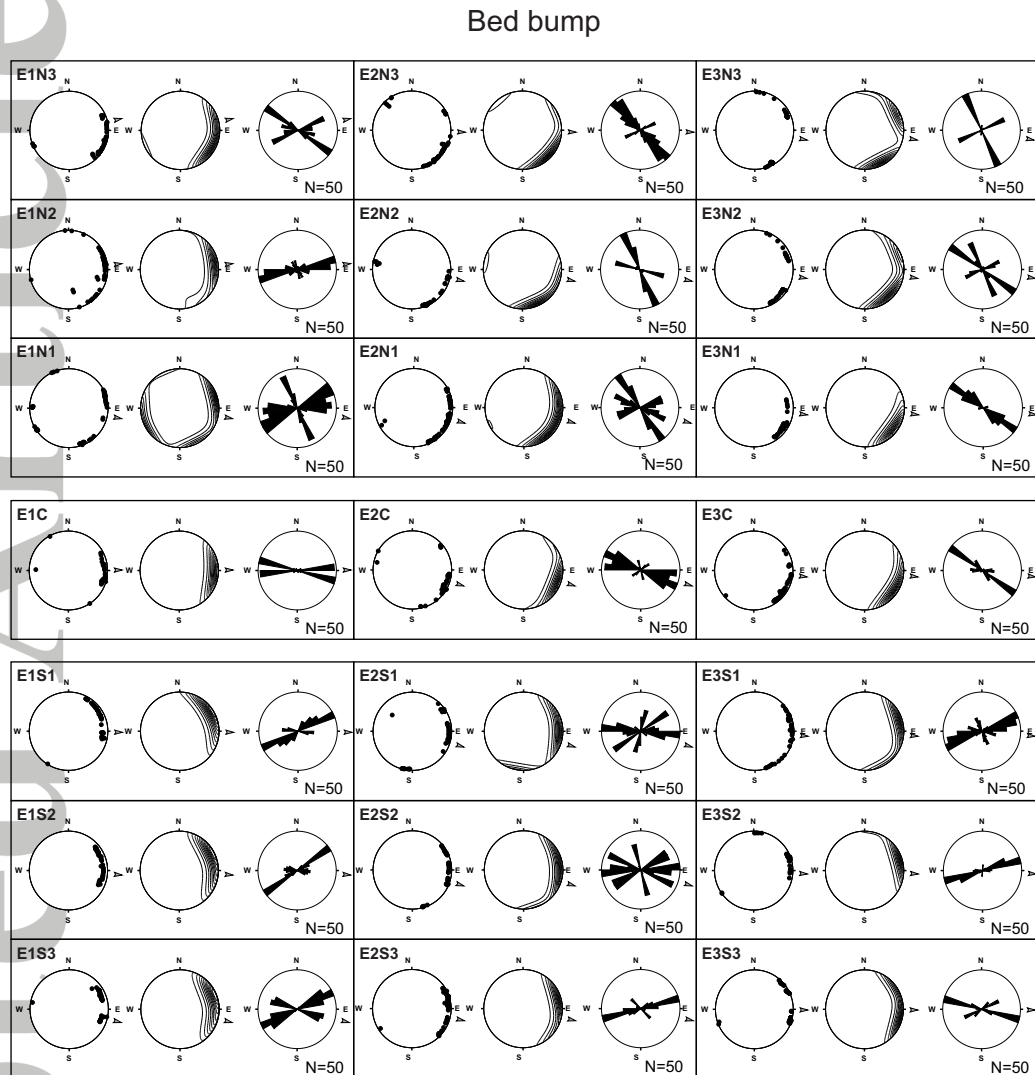 Bed bump
E1N3 E2N3 E3N3
N N N N N N N N N
W E W E W E W W W W E W E W E
S S S S S S S S S
N=50 N=50 N=50
E1N2 E2N2 E3N2
N N N N N N N N N
W E W E W E W E W E W E W E W E W E
S S S S S S S S S
N=50 N=50 N=50
E1N1 E2N1 E3N1
N N N N N N N N N
W E W E W E W E W E W E W E W E W E
S S S S S S S S S
N=50 N=50 N=50
E1C E2C E3C
N N N N N N N N N
W W W W E W E W E W E W E W E
S S S S S S S S S
N=50 N=50 N=50
E1S1 E2S1 E3S1
N N N N N N N N N
W W W W E W E W E W E W E W E
S S S S S S S S S
N=50 N=50 N=50
E1S2 E2S2 E3S2
N N N N N N N N N
W W W W E W E W E W E W E W E
S S S S S S S S S
N=50 N=50 N=50
E1S3 E2S3 E3S3
N N N N N N N N N
W E W E W E W E W E W E W E W E W E
S S S S S S S S S
N=50 N=50 N=50